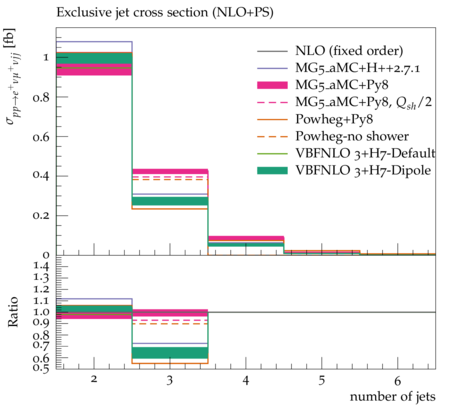 Exclusive jet cross section (NLO+PS)
σpp→e+νμ+νjj [fb]
NLO (fixed order)
MG5_aMC+H++2.7.1
MG5_aMC+Py8
MG5_aMC+Py8, Qsh/2
Powheg+Py8
Powheg-no shower
VBFNLO 3+H7-Default
VBFNLO 3+H7-Dipole
1
0.8
0.6
0.4
0.2
0
Ratio
1.4
1.3
1.2
1.1
1.0
0.9
0.8
0.7
0.6
0.5
2 3 4 5 6
number of jets